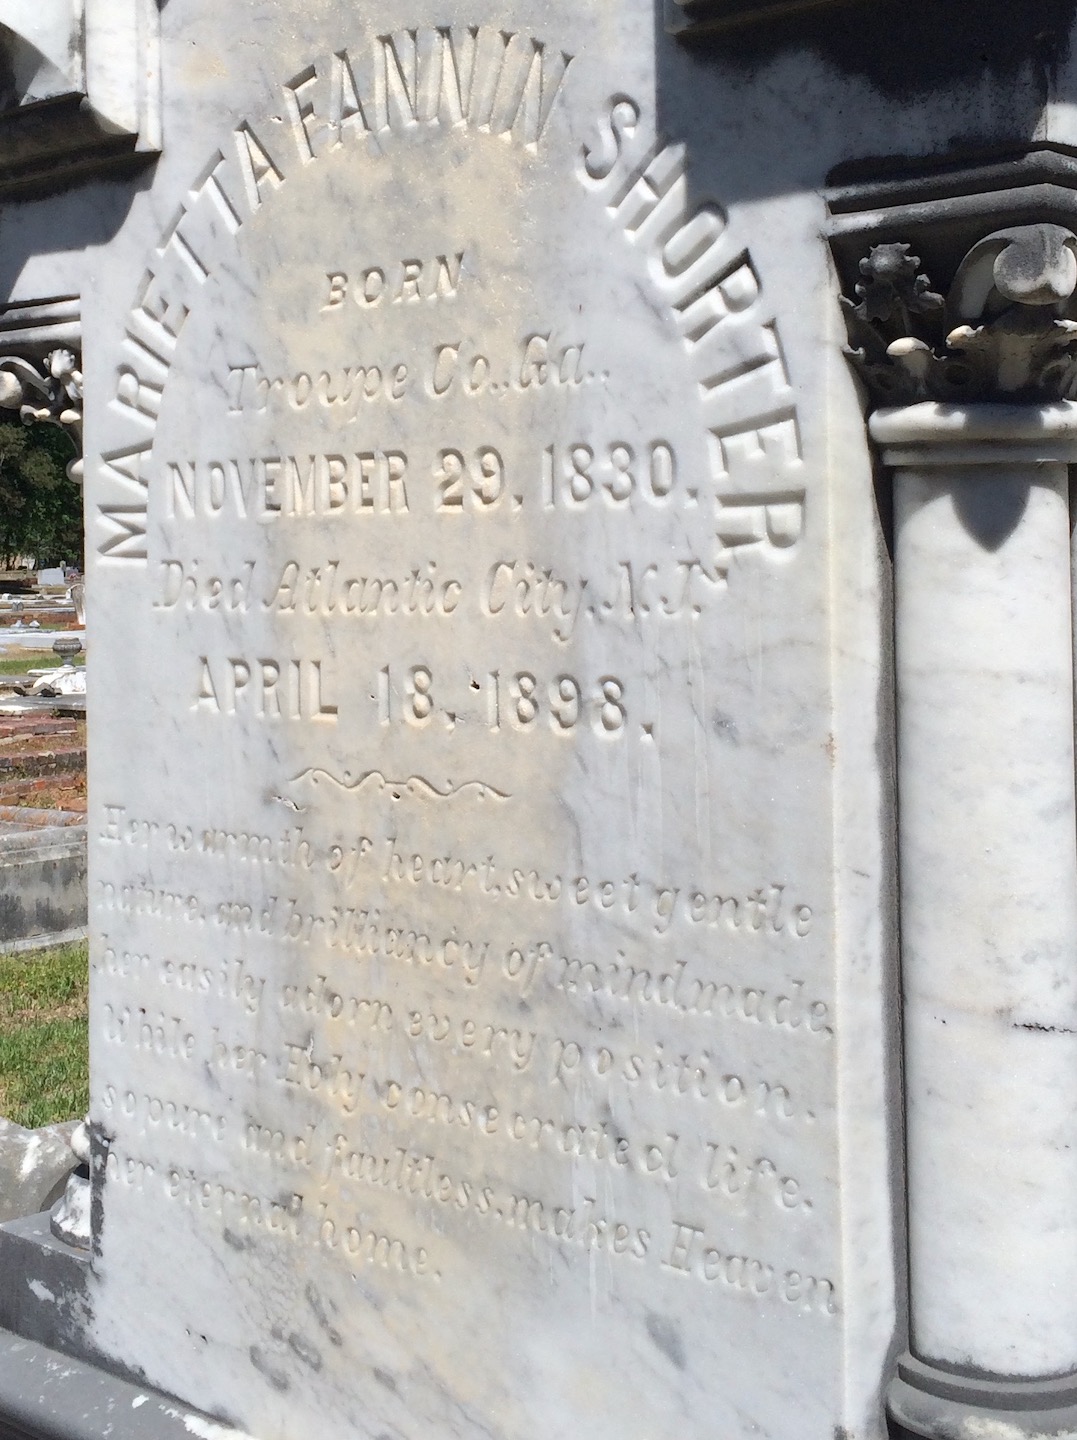 MARIETTA FANNIN SHORTER
BORN
Troupe Co., Ga.,
NOVEMBER 29, 1830.
Died Atlantic City, N.J.,
APRIL 18, 1898.
Her warmth of heart, sweet gentle
nature, and brilliancy of mind, made
her easily adorn every position.
While her Holy consecrated life,
so pure and faultless, makes Heaven
her eternal home.